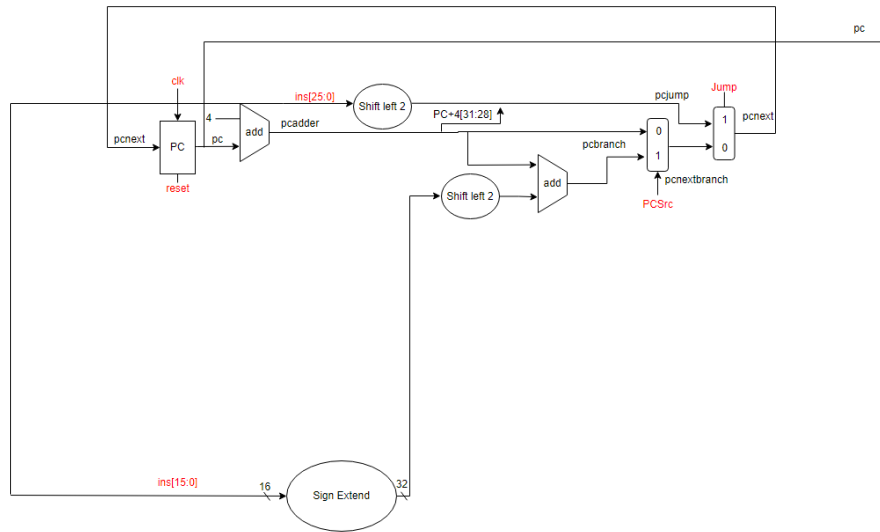 pc
clk
ins[25:0]
Shift left 2
pcjump
Jump
PC+4[31:28]
4
add
pcadder
pcnext
PC
pc
0
1
1
0
pcnext
pcbranch
reset
Shift left 2
add
pcnextbranch
PCSrc
ins[15:0]
16
Sign Extend
32